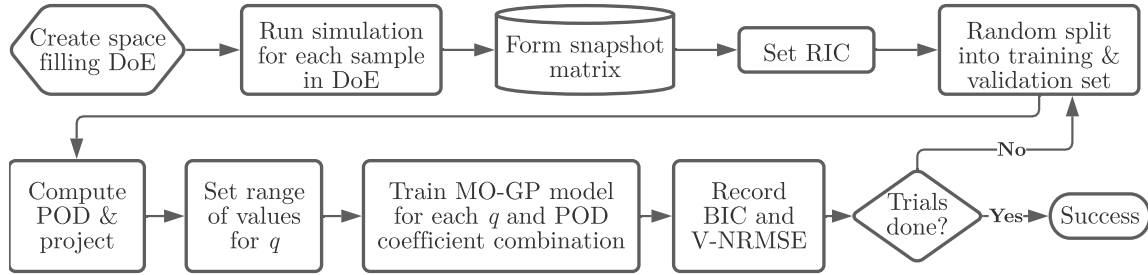 Create space
filling DoE
Run simulation
for each sample
in DoE
Form snapshot
matrix
Set RIC
Random split
into training &
validation set
Compute
POD &
project
Set range
of values
for q
Train MO-GP model
for each q and POD
coefficient combination
Record
BIC and
V-NRMSE
Trials
done?
No
Yes
Success